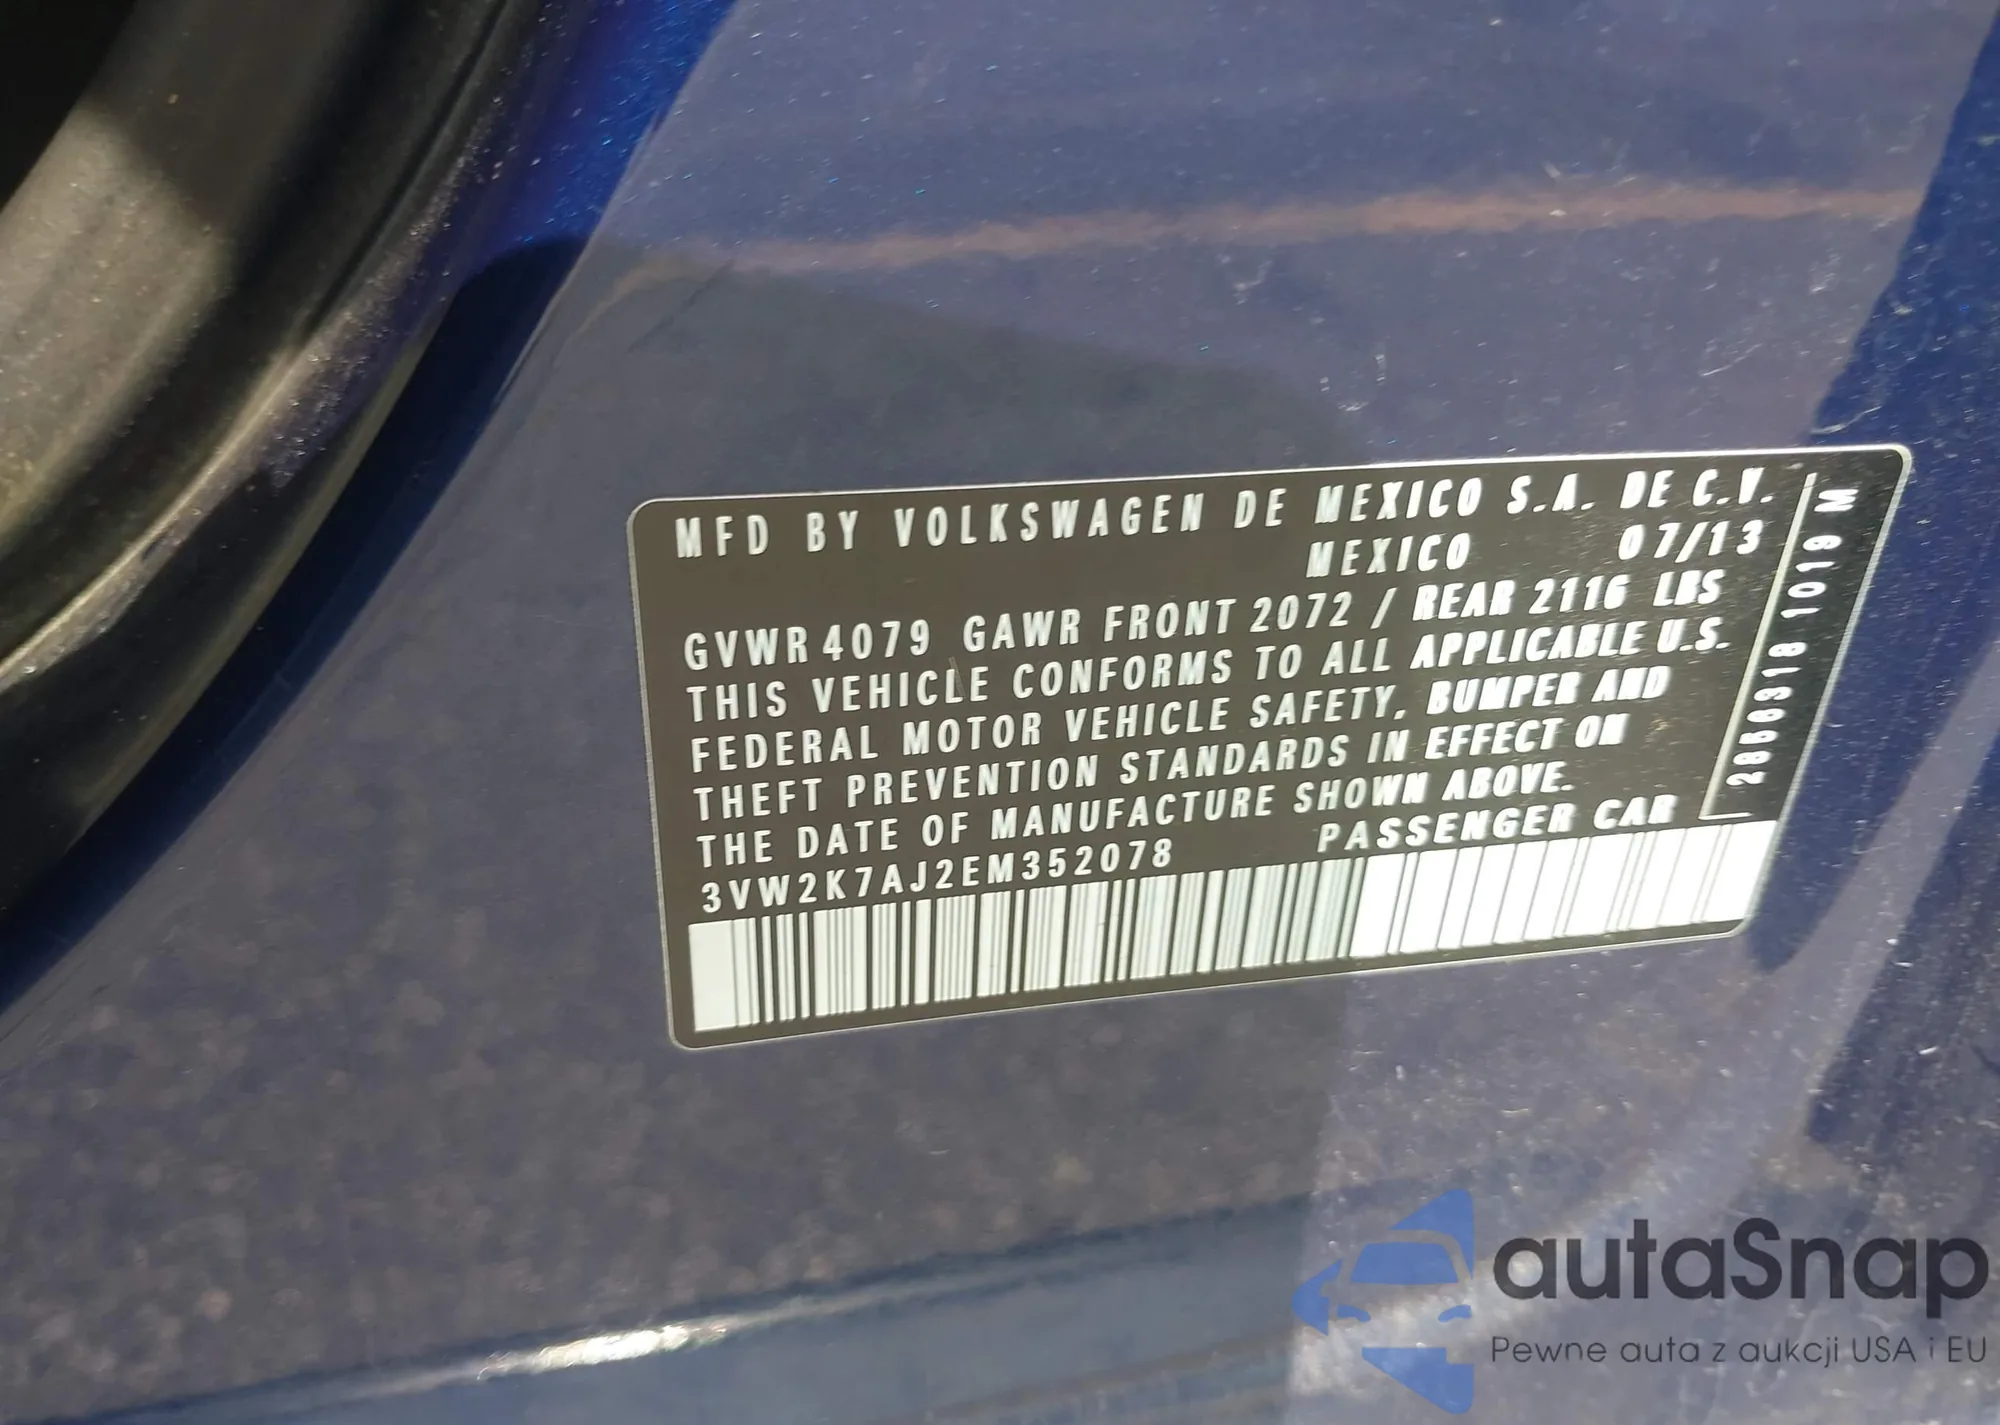 MFD BY VOLKSWAGEN DE MEXICO S.A. DE C.V.
MEXICO 07/13
GVWR 4079 GAWR FRONT 2072 / REAR 2116 LBS
THIS VEHICLE CONFORMS TO ALL APPLICABLE U.S.
FEDERAL MOTOR VEHICLE SAFETY, BUMPER AND
THEFT PREVENTION STANDARDS IN EFFECT ON
THE DATE OF MANUFACTURE SHOWN ABOVE.
3VW2K7AJ2EM352078 PASSENGER CAR
2866318 1019 M
autaSnap
Pewne auta z aukcji USA i EU